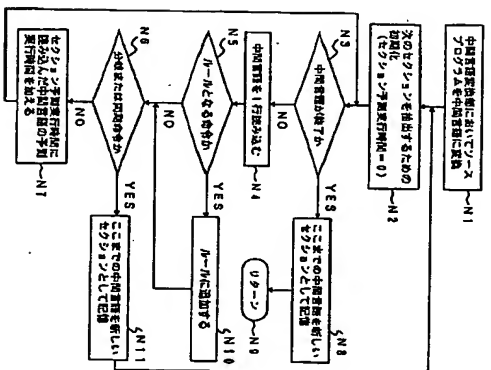 中間言語変換部においてソース
プログラムを中間言語に変換
N1
次のセクションを抽出するための
初期化
(セクション予測実行時間=0)
N2
N3
中間言語が終了か
YES
NO
ここまでの中間言語を新しい
セクションとして記憶
N8
リターン
N9
中間言語を1行読み込む
N4
N5
ルールとなる命令か
YES
NO
ルールに追加する
N10
N6
分岐または同期命令か
YES
NO
ここまでの中間言語を新しい
セクションとして記憶
N11
セクション予測実行時間に
読み込んだ中間言語の予測
実行時間を加える
N7